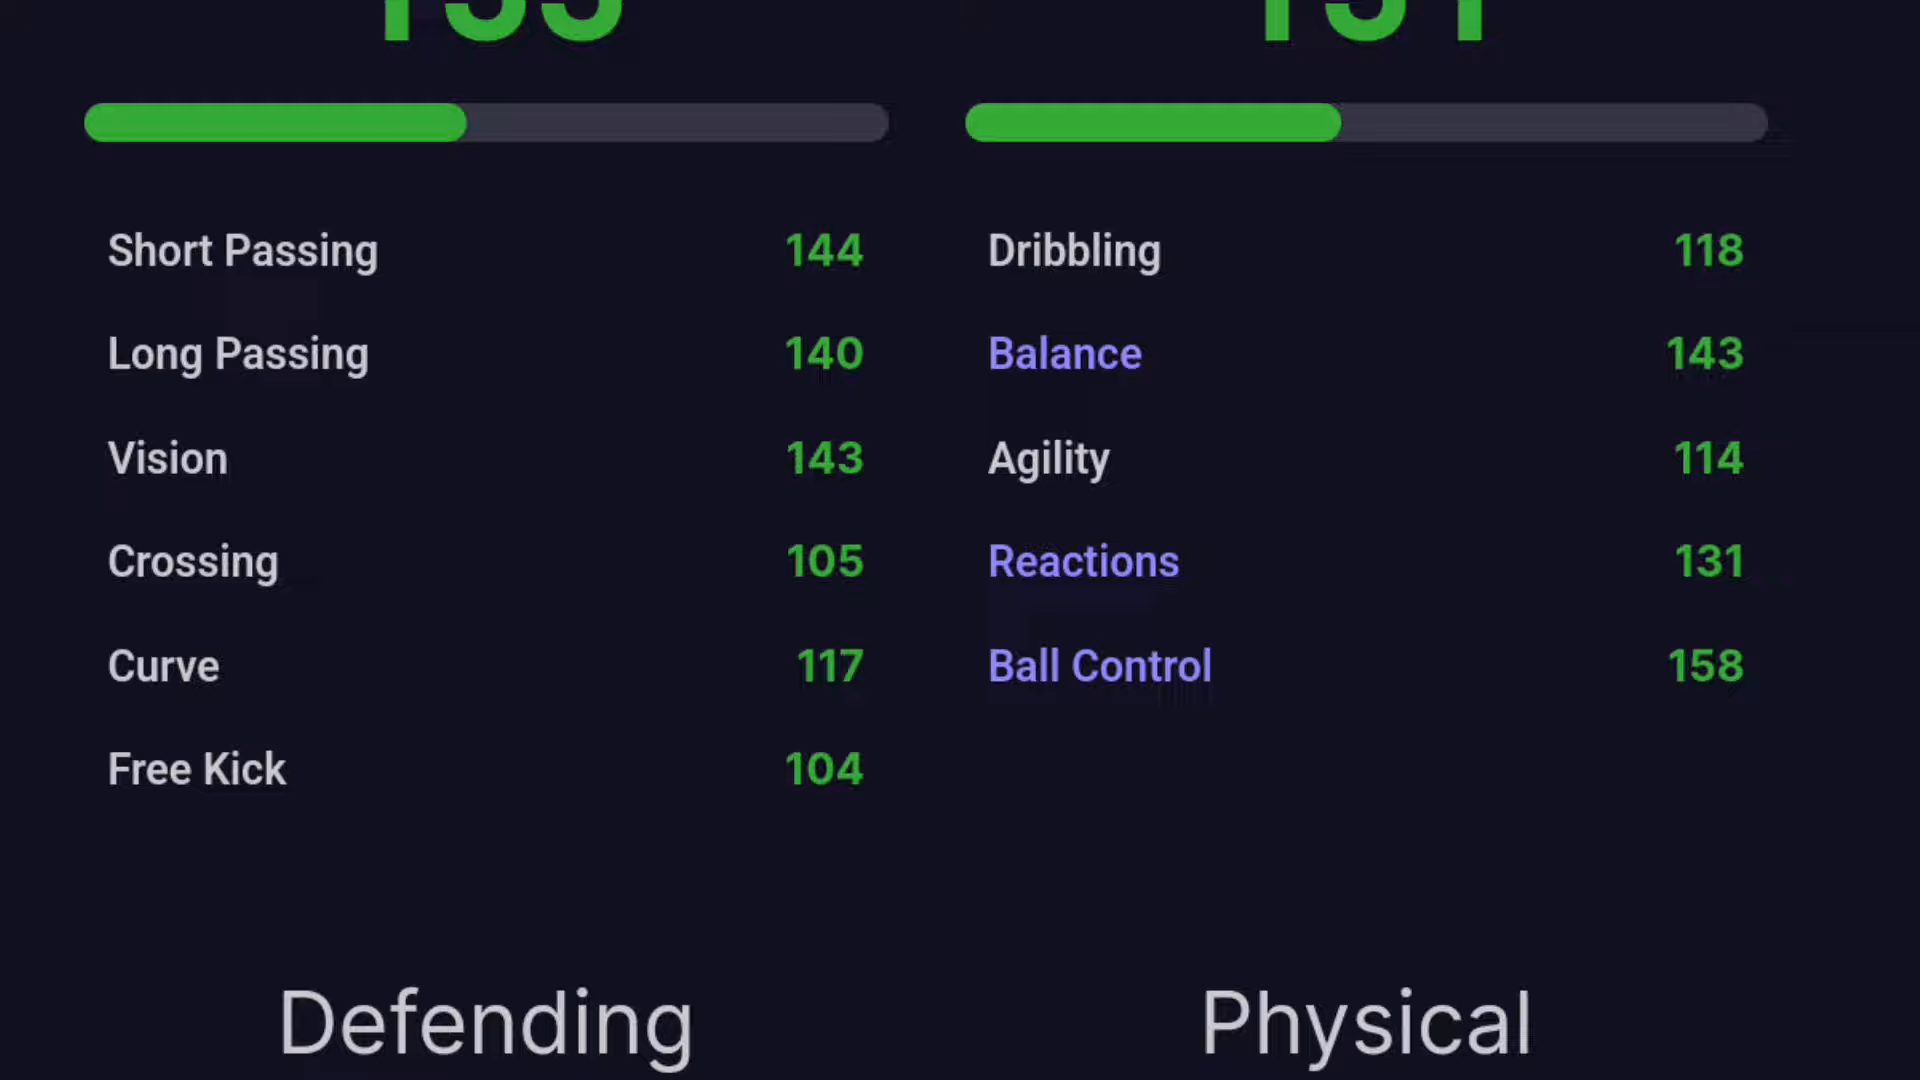 Short Passing 144
Long Passing 140
Vision 143
Crossing 105
Curve 117
Free Kick 104
Dribbling 118
Balance 143
Agility 114
Reactions 131
Ball Control 158
Defending
Physical